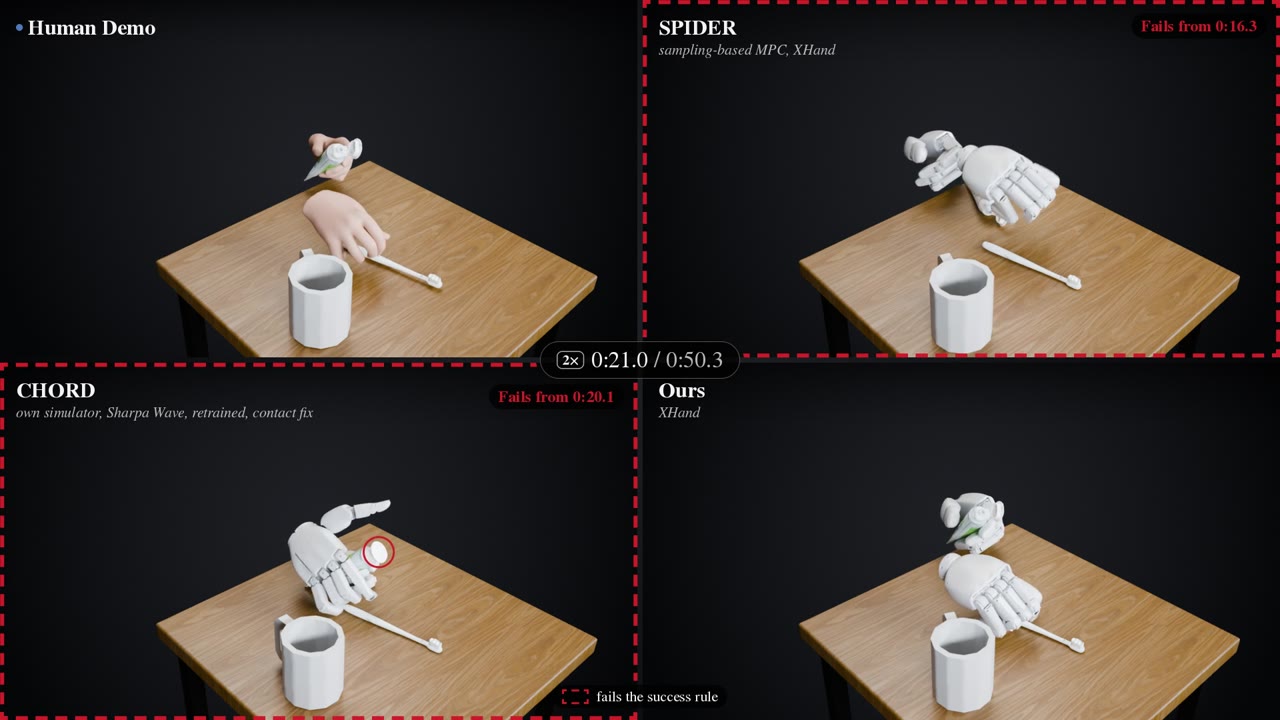 Human Demo
SPIDER
sampling-based MPC, XHand
Fails from 0:16.3
2× 0:21.0 / 0:50.3
CHORD
own simulator, Sharpa Wave, retrained, contact fix
Fails from 0:20.1
Ours
XHand
fails the success rule